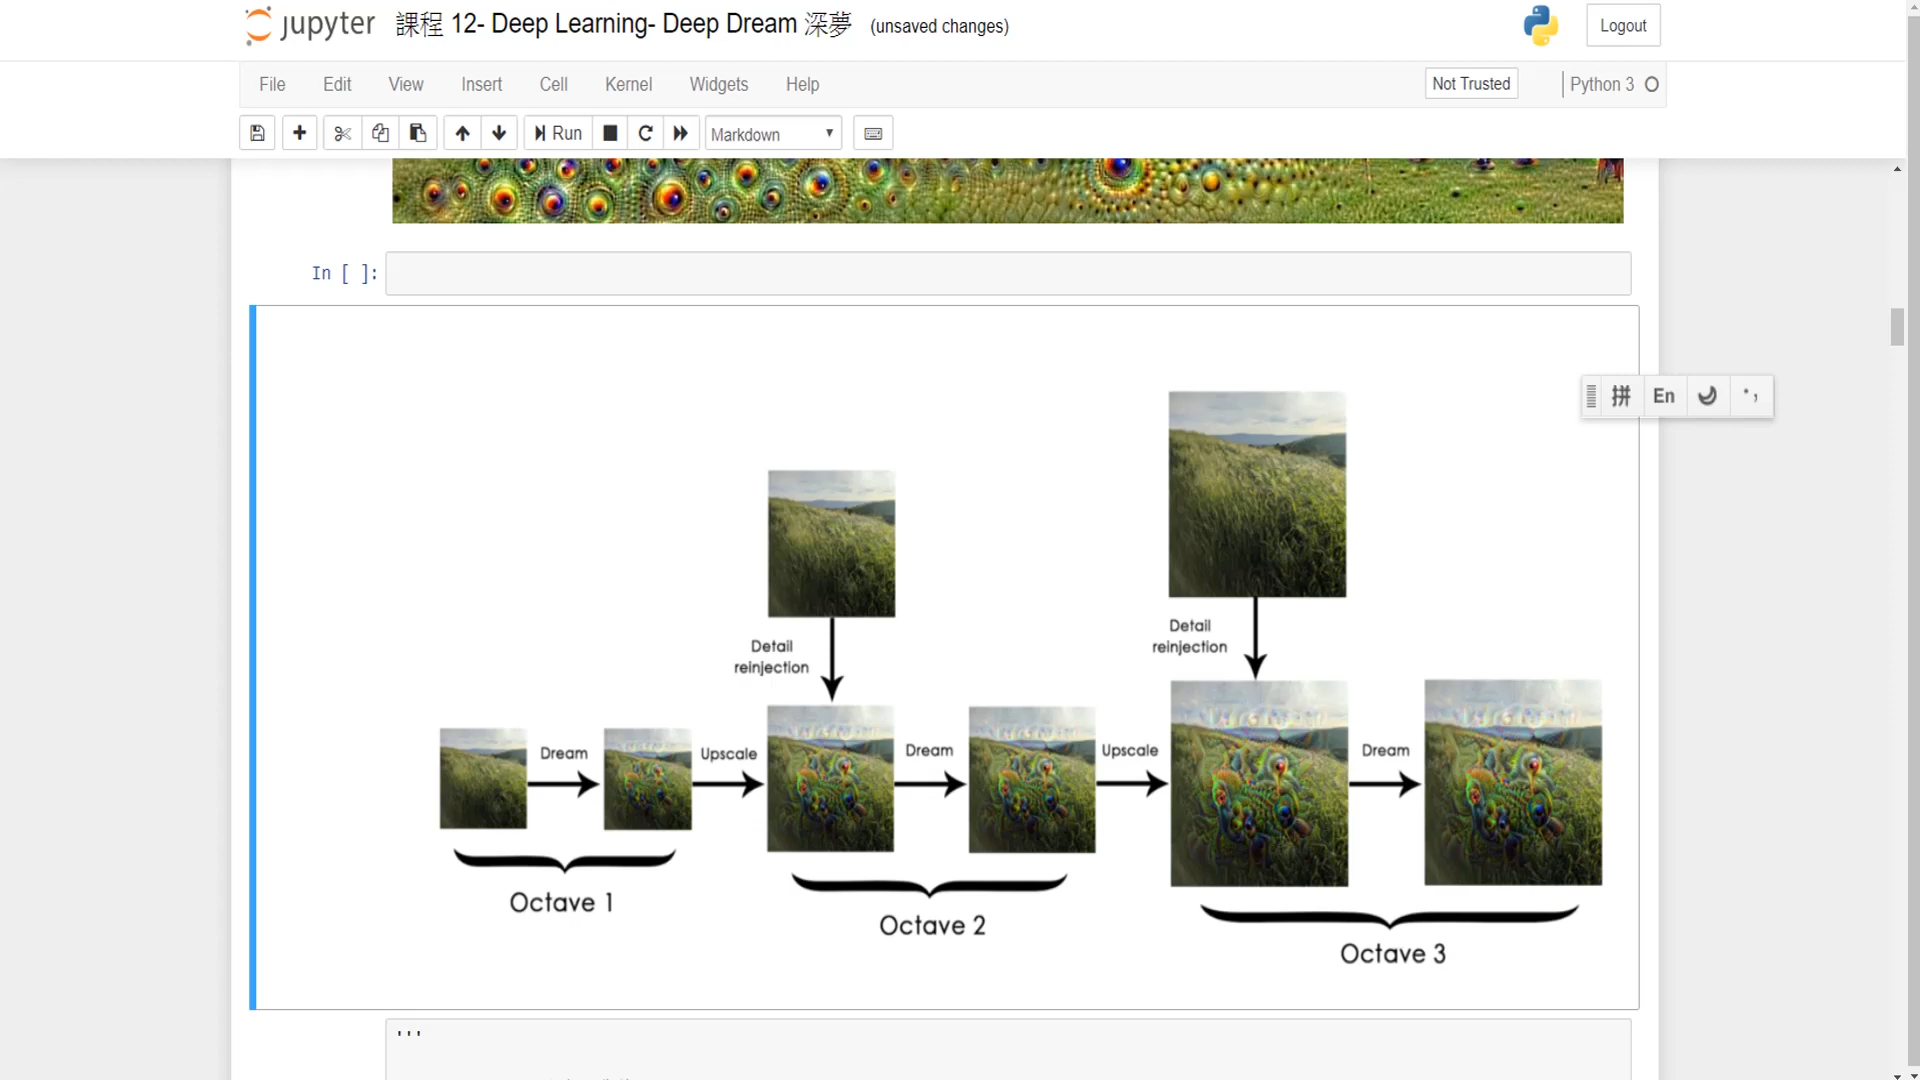 jupyter 課程 12- Deep Learning- Deep Dream 深夢 (unsaved changes) Logout
File Edit View Insert Cell Kernel Widgets Help Not Trusted Python 3
Run Markdown
In [ ]:
拼 En
Detail
reinjection
Detail
reinjection
Dream Upscale Dream Upscale Dream
Octave 1
Octave 2
Octave 3
'''